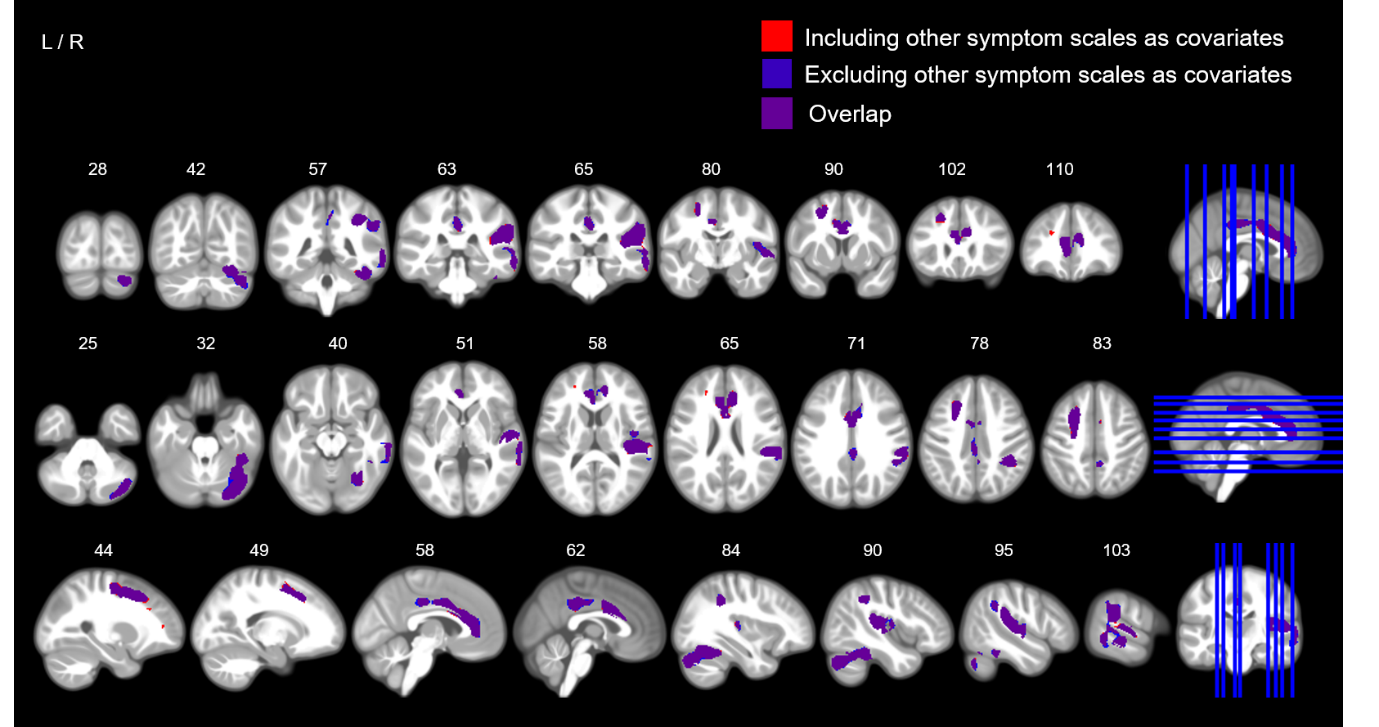 L / R
Including other symptom scales as covariates
Excluding other symptom scales as covariates
Overlap
28 42 57 63 65 80 90 102 110
25 32 40 51 58 65 71 78 83
44 49 58 62 84 90 95 103